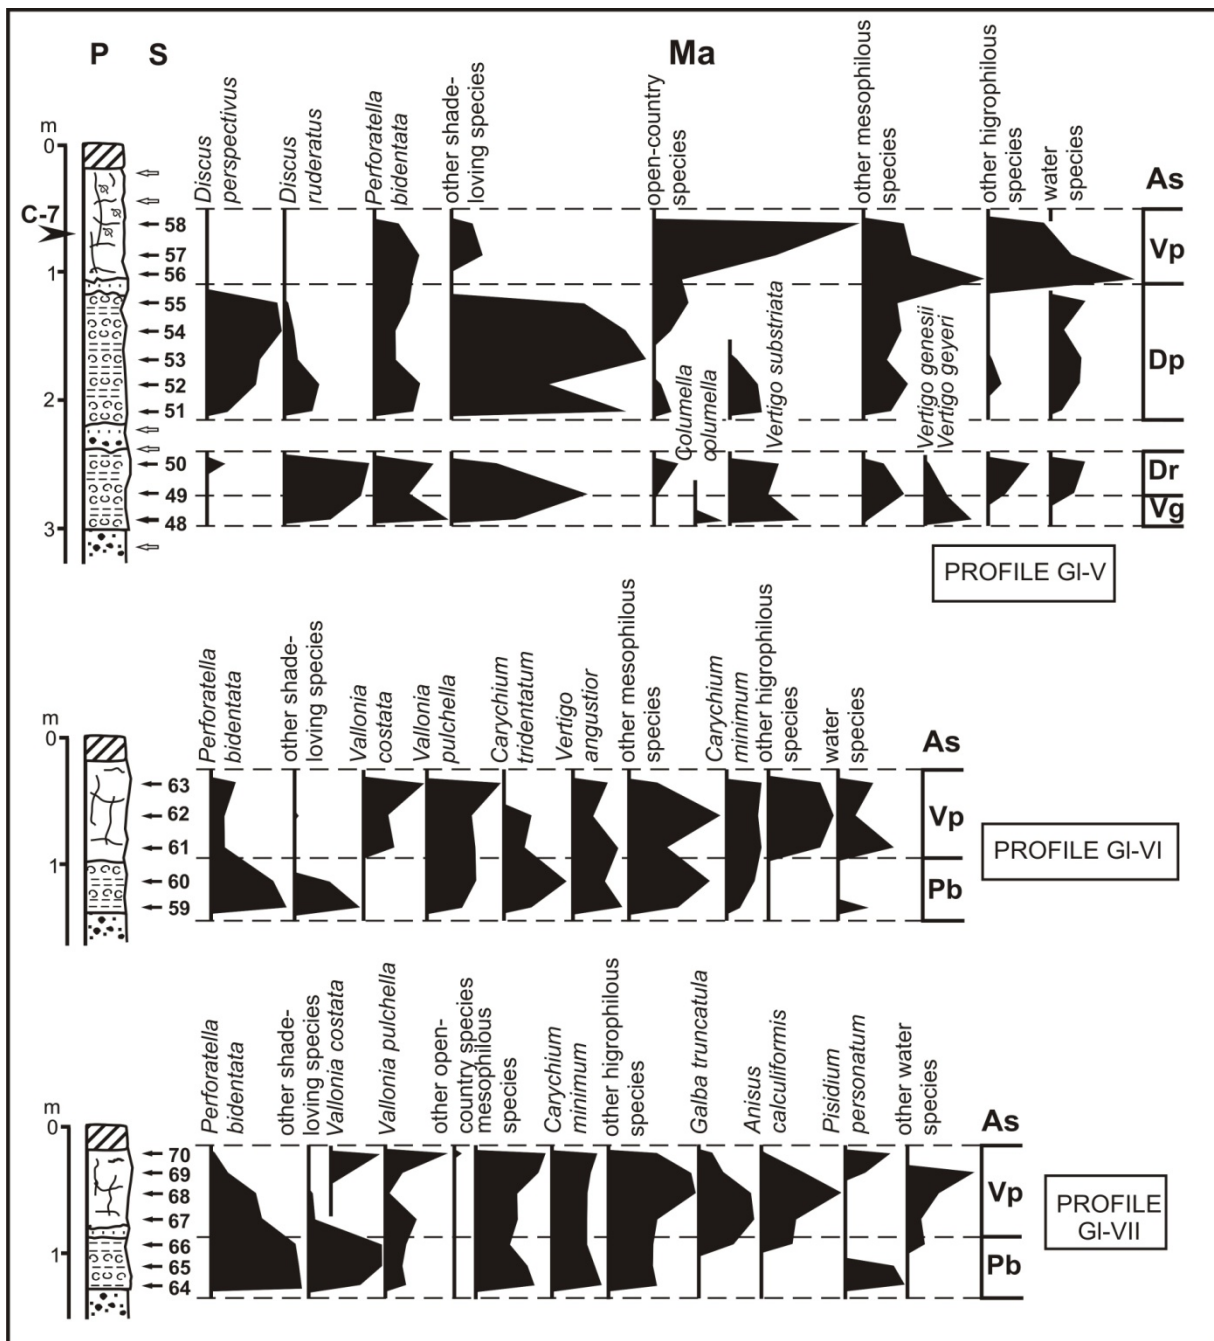 P
S
Ma
m
0
1
2
3
C-7
Discus
perspectivus
Discus
ruderatus
Perforatella
bidentata
other shade-
loving species
open-country
species
Columella
columella
Vertigo substriata
other mesophilous
species
Vertigo genesii
Vertigo geyeri
other higrophilous
species
water
species
As
58
57
56
55
54
53
52
51
50
49
48
Vp
Dp
Dr
Vg
PROFILE Gl-V
m
0
1
Perforatella
bidentata
other shade-
loving species
Vallonia
costata
Vallonia
pulchella
Carychium
tridentatum
Vertigo
angustior
other mesophilous
species
Carychium
minimum
other higrophilous
species
water
species
As
63
62
61
60
59
Vp
Pb
PROFILE Gl-VI
m
0
1
Perforatella
bidentata
other shade-
loving species
Vallonia costata
Vallonia pulchella
other open-
country species
mesophilous
species
Carychium
minimum
other higrophilous
species
Galba truncatula
Anisus
calculiformis
Pisidium
personatum
other water
species
As
70
69
68
67
66
65
64
Vp
Pb
PROFILE
Gl-VII